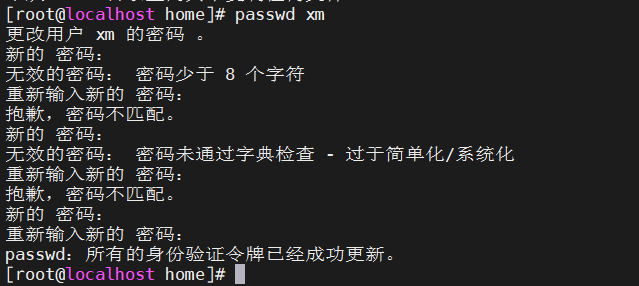 [root@localhost home]# passwd xm
更改用户 xm 的密码 。
新的 密码：
无效的密码： 密码少于 8 个字符
重新输入新的 密码：
抱歉，密码不匹配。
新的 密码：
无效的密码： 密码未通过字典检查 - 过于简单化/系统化
重新输入新的 密码：
抱歉，密码不匹配。
新的 密码：
重新输入新的 密码：
passwd：所有的身份验证令牌已经成功更新。
[root@localhost home]#